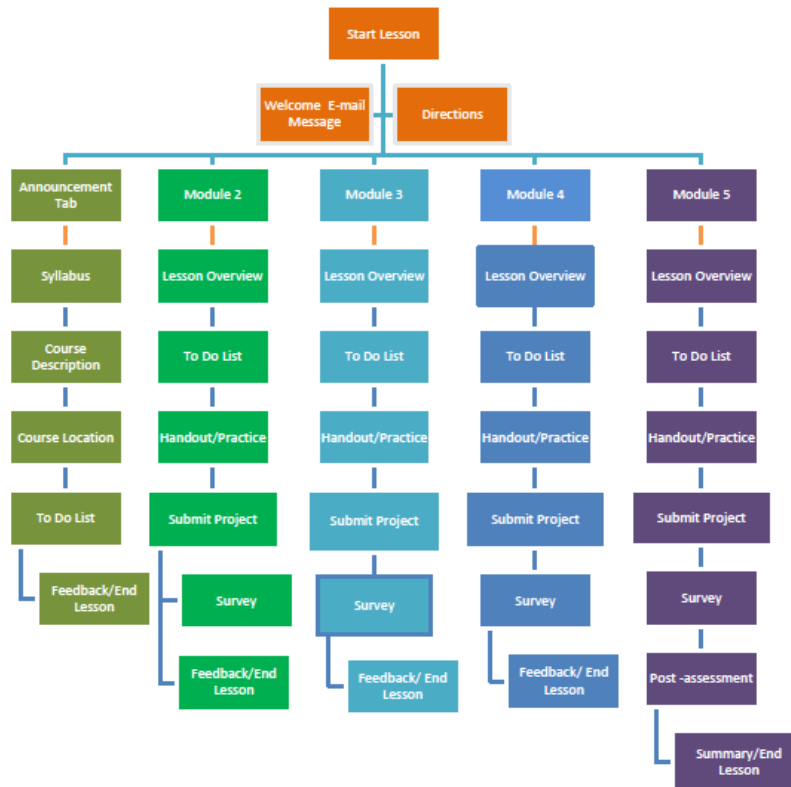 Start Lesson
Welcome E-mail
Message
Directions
Announcement
Tab
Module 2
Module 3
Module 4
Module 5
Syllabus
Lesson Overview
Lesson Overview
Lesson Overview
Lesson Overview
Course
Description
To Do List
To Do List
To Do List
To Do List
Course Location
Handout/Practice
Handout/Practice
Handout/Practice
Handout/Practice
To Do List
Submit Project
Submit Project
Submit Project
Submit Project
Feedback/End
Lesson
Survey
Survey
Survey
Survey
Feedback/End
Lesson
Feedback/ End
Lesson
Feedback/ End
Lesson
Post -assessment
Summary/End
Lesson